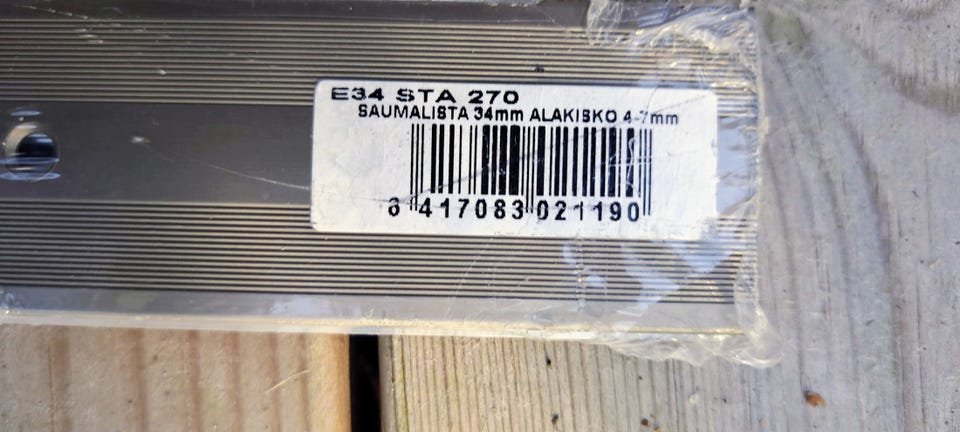 E34 STA 270
SAUMALISTA 34mm ALAKISKO 4-7mm
6 417083 021190